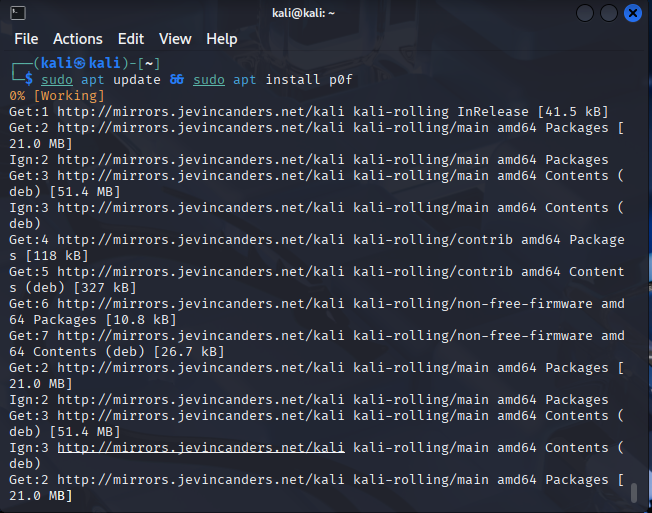 kali@kali: ~
File Actions Edit View Help
┌──(kali㉿kali)-[~]
└─$ sudo apt update && sudo apt install p0f
0% [Working]
Get:1 http://mirrors.jevincanders.net/kali kali-rolling InRelease [41.5 kB]
Get:2 http://mirrors.jevincanders.net/kali kali-rolling/main amd64 Packages [
21.0 MB]
Ign:2 http://mirrors.jevincanders.net/kali kali-rolling/main amd64 Packages
Get:3 http://mirrors.jevincanders.net/kali kali-rolling/main amd64 Contents (
deb) [51.4 MB]
Ign:3 http://mirrors.jevincanders.net/kali kali-rolling/main amd64 Contents (
deb)
Get:4 http://mirrors.jevincanders.net/kali kali-rolling/contrib amd64 Package
s [118 kB]
Get:5 http://mirrors.jevincanders.net/kali kali-rolling/contrib amd64 Content
s (deb) [327 kB]
Get:6 http://mirrors.jevincanders.net/kali kali-rolling/non-free-firmware amd
64 Packages [10.8 kB]
Get:7 http://mirrors.jevincanders.net/kali kali-rolling/non-free-firmware amd
64 Contents (deb) [26.7 kB]
Get:2 http://mirrors.jevincanders.net/kali kali-rolling/main amd64 Packages [
21.0 MB]
Ign:2 http://mirrors.jevincanders.net/kali kali-rolling/main amd64 Packages
Get:3 http://mirrors.jevincanders.net/kali kali-rolling/main amd64 Contents (
deb) [51.4 MB]
Ign:3 http://mirrors.jevincanders.net/kali kali-rolling/main amd64 Contents (
deb)
Get:2 http://mirrors.jevincanders.net/kali kali-rolling/main amd64 Packages [
21.0 MB]